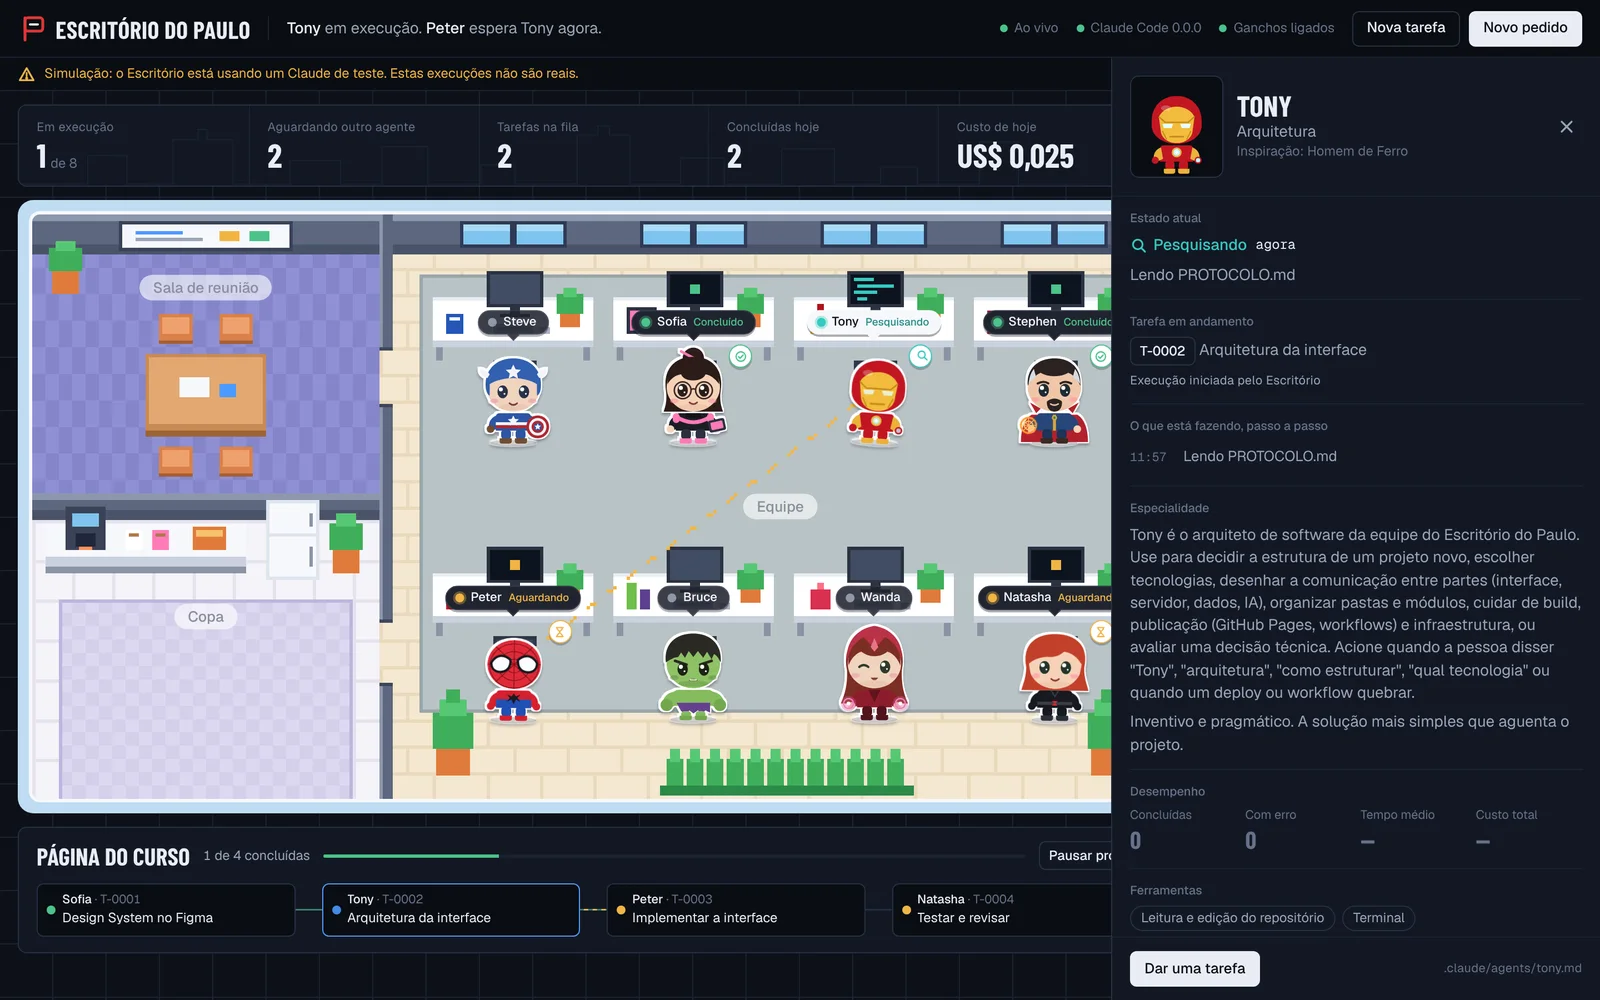 ESCRITÓRIO DO PAULO
Tony em execução. Peter espera Tony agora.
Ao vivo
Claude Code 0.0.0
Ganchos ligados
Nova tarefa
Novo pedido
Simulação: o Escritório está usando um Claude de teste. Estas execuções não são reais.
Em execução
1 de 8
Aguardando outro agente
2
Tarefas na fila
2
Concluídas hoje
2
Custo de hoje
US$ 0,025
Sala de reunião
Steve
Sofia Concluído
Tony Pesquisando
Stephen Concluído
Equipe
Peter Aguardando
Bruce
Wanda
Natasha Aguardand
Copa
PÁGINA DO CURSO
1 de 4 concluídas
Pausar pro
Sofia · T-0001
Design System no Figma
Tony · T-0002
Arquitetura da interface
Peter · T-0003
Implementar a interface
Natasha · T-0004
Testar e revisar
TONY
Arquitetura
Inspiração: Homem de Ferro
Estado atual
Pesquisando agora
Lendo PROTOCOLO.md
Tarefa em andamento
T-0002 Arquitetura da interface
Execução iniciada pelo Escritório
O que está fazendo, passo a passo
11:57 Lendo PROTOCOLO.md
Especialidade
Tony é o arquiteto de software da equipe do Escritório do Paulo.
Use para decidir a estrutura de um projeto novo, escolher
tecnologias, desenhar a comunicação entre partes (interface,
servidor, dados, IA), organizar pastas e módulos, cuidar de build,
publicação (GitHub Pages, workflows) e infraestrutura, ou
avaliar uma decisão técnica. Acione quando a pessoa disser
"Tony", "arquitetura", "como estruturar", "qual tecnologia" ou
quando um deploy ou workflow quebrar.
Inventivo e pragmático. A solução mais simples que aguenta o
projeto.
Desempenho
Concluídas
0
Com erro
0
Tempo médio
–
Custo total
–
Ferramentas
Leitura e edição do repositório
Terminal
Dar uma tarefa
.claude/agents/tony.md